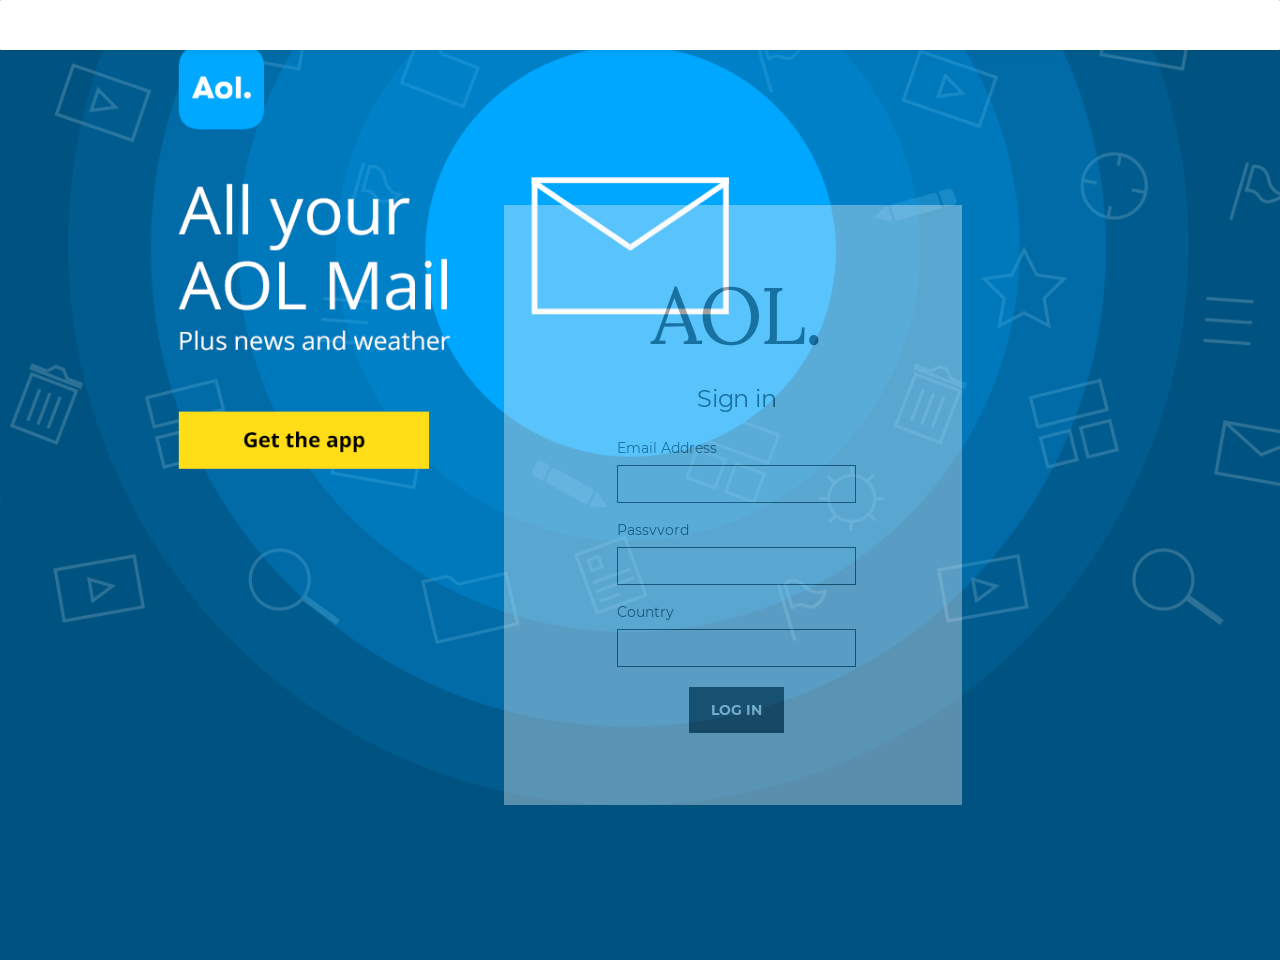 Aol.
All your
AOL Mail
Plus news and weather
Get the app
AOL.
Sign in
Email Address
Passvvord
Country
LOG IN